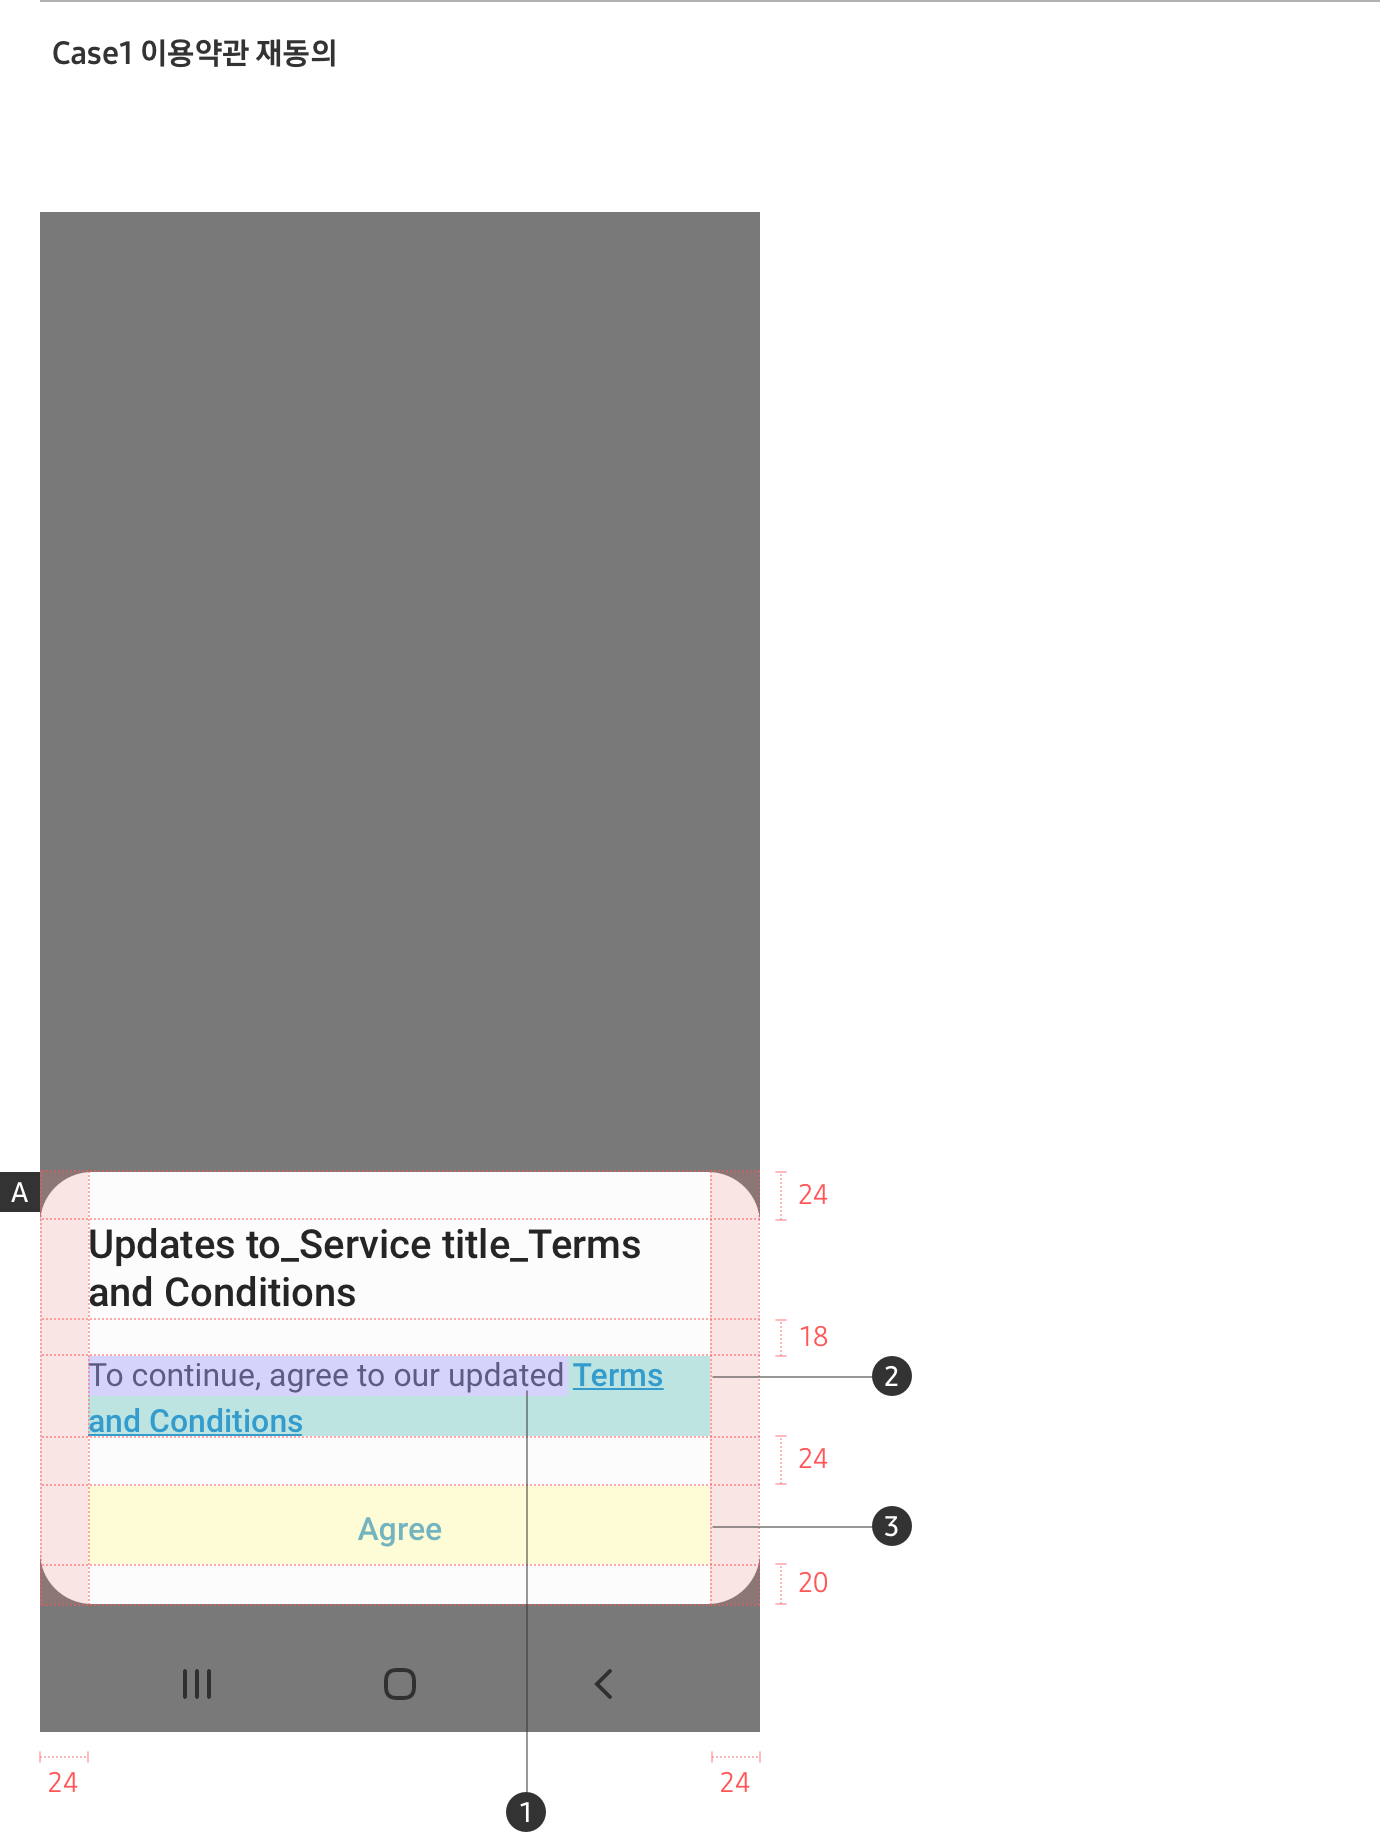 Case1 이용약관 재동의
A
24
Updates to_Service title_Terms
and Conditions
18
To continue, agree to our updated Terms
and Conditions
2
24
Agree
3
20
24
24
1